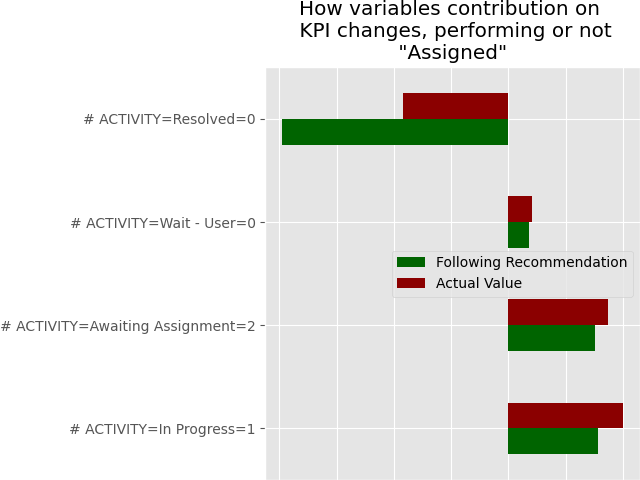 How variables contribution on
KPI changes, performing or not
"Assigned"
# ACTIVITY=Resolved=0
# ACTIVITY=Wait - User=0
Following Recommendation
Actual Value
# ACTIVITY=Awaiting Assignment=2
# ACTIVITY=In Progress=1